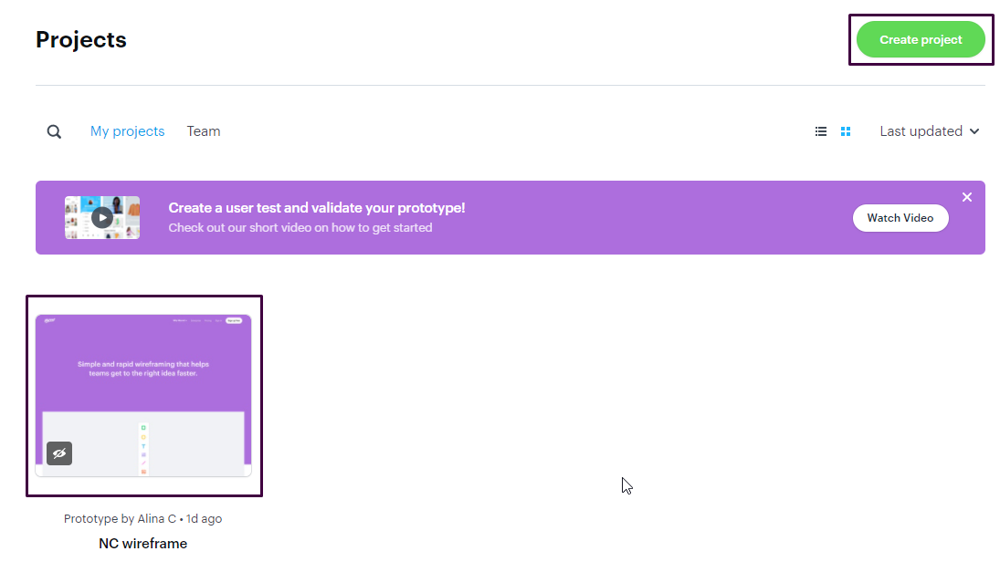 Projects
Create project
My projects
Team
Last updated
Create a user test and validate your prototype!
Check out our short video on how to get started
Watch Video
Simple and rapid wireframing that helps
teams get to the right idea faster.
Prototype by Alina C • 1d ago
NC wireframe